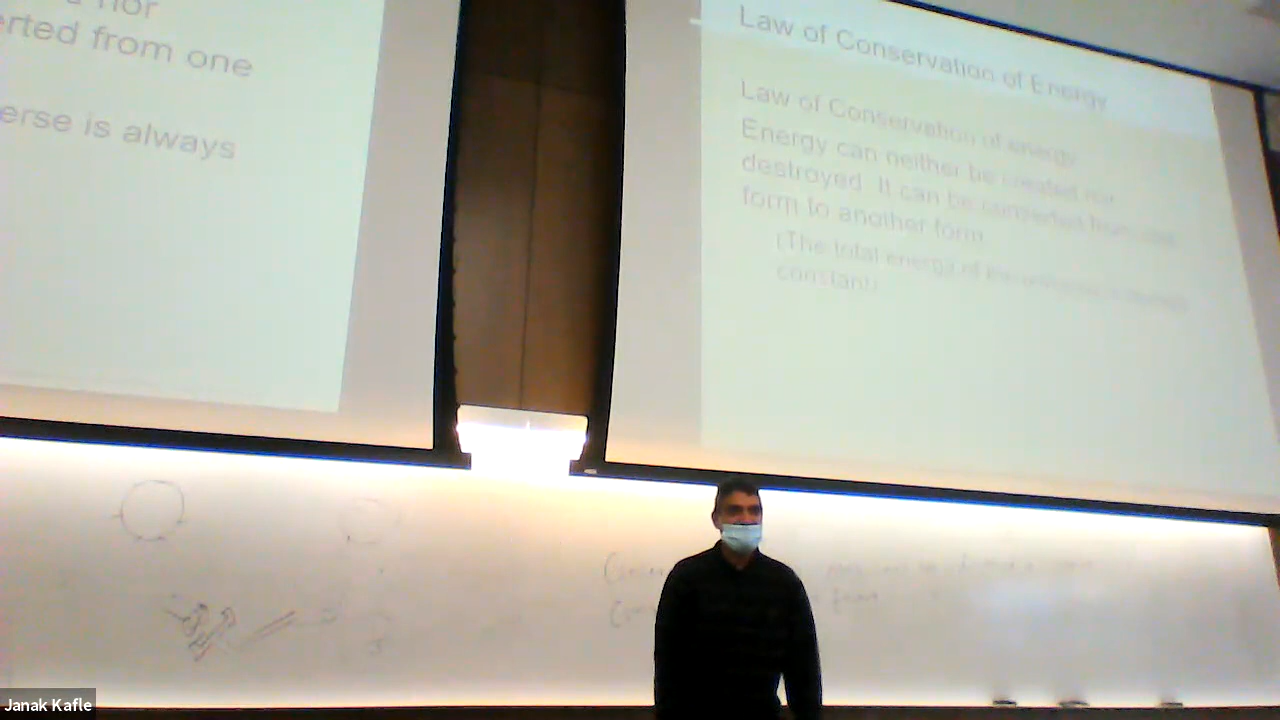 nor
erted from one
erse is always
Law of Conservation of Energy
Law of Conservation of energy
Energy can neither be created nor
destroyed. It can be converted from one
form to another form
(The total energy of the universe is always
constant)
Janak Kafle